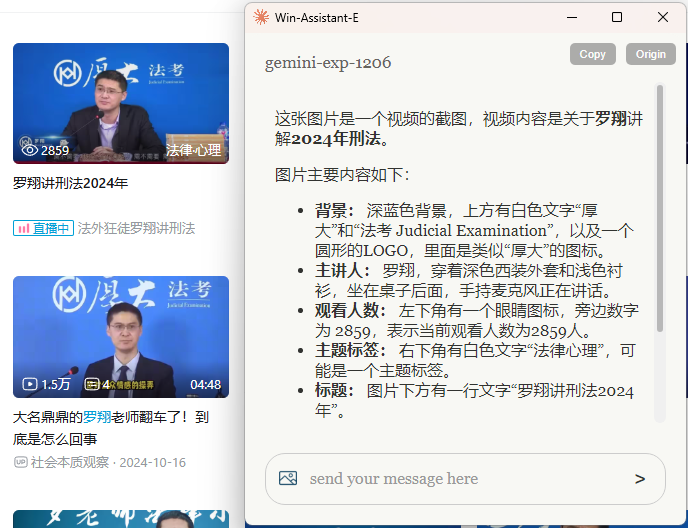 厚大 法考
Judicial Examination
2859
法律·心理
罗翔讲刑法2024年
直播中 法外狂徒罗翔讲刑法
厚大 法考
Judicial Examination
1.5万
4
04:48
大名鼎鼎的罗翔老师翻车了！到
底是怎么回事
UP 社会本质观察 · 2024-10-16
Win-Assistant-E
gemini-exp-1206
Copy
Origin
这张图片是一个视频的截图，视频内容是关于罗翔讲
解2024年刑法。
图片主要内容如下：
• 背景： 深蓝色背景，上方有白色文字“厚
大”和“法考 Judicial Examination”，以及一个
圆形的LOGO，里面是类似“厚大”的图标。
• 主讲人： 罗翔，穿着深色西装外套和浅色衬
衫，坐在桌子后面，手持麦克风正在讲话。
• 观看人数： 左下角有一个眼睛图标，旁边数字
为 2859，表示当前观看人数为2859人。
• 主题标签： 右下角有白色文字“法律心理”，可
能是一个主题标签。
• 标题： 图片下方有一行文字“罗翔讲刑法2024
年”。
send your message here
>